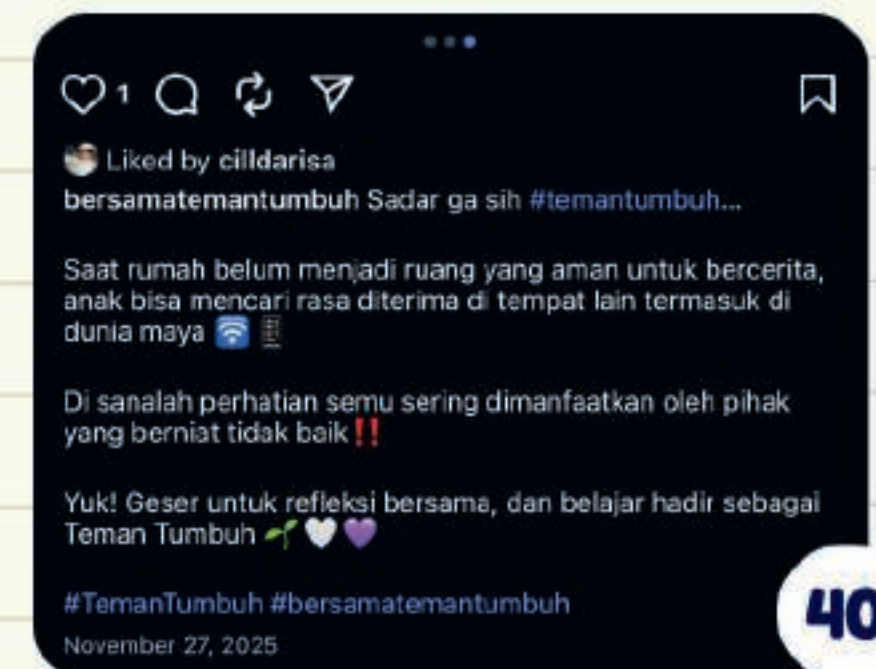 1
Liked by cilldarisa
bersamatemantumbuh Sadar ga sih #temantumbuh...
Saat rumah belum menjadi ruang yang aman untuk bercerita,
anak bisa mencari rasa diterima di tempat lain termasuk di
dunia maya 🛜📱
Di sanalah perhatian semu sering dimanfaatkan oleh pihak
yang berniat tidak baik‼️
Yuk! Geser untuk refleksi bersama, dan belajar hadir sebagai
Teman Tumbuh 🌱🤍💜
#TemanTumbuh #bersamatemantumbuh
November 27, 2025
40